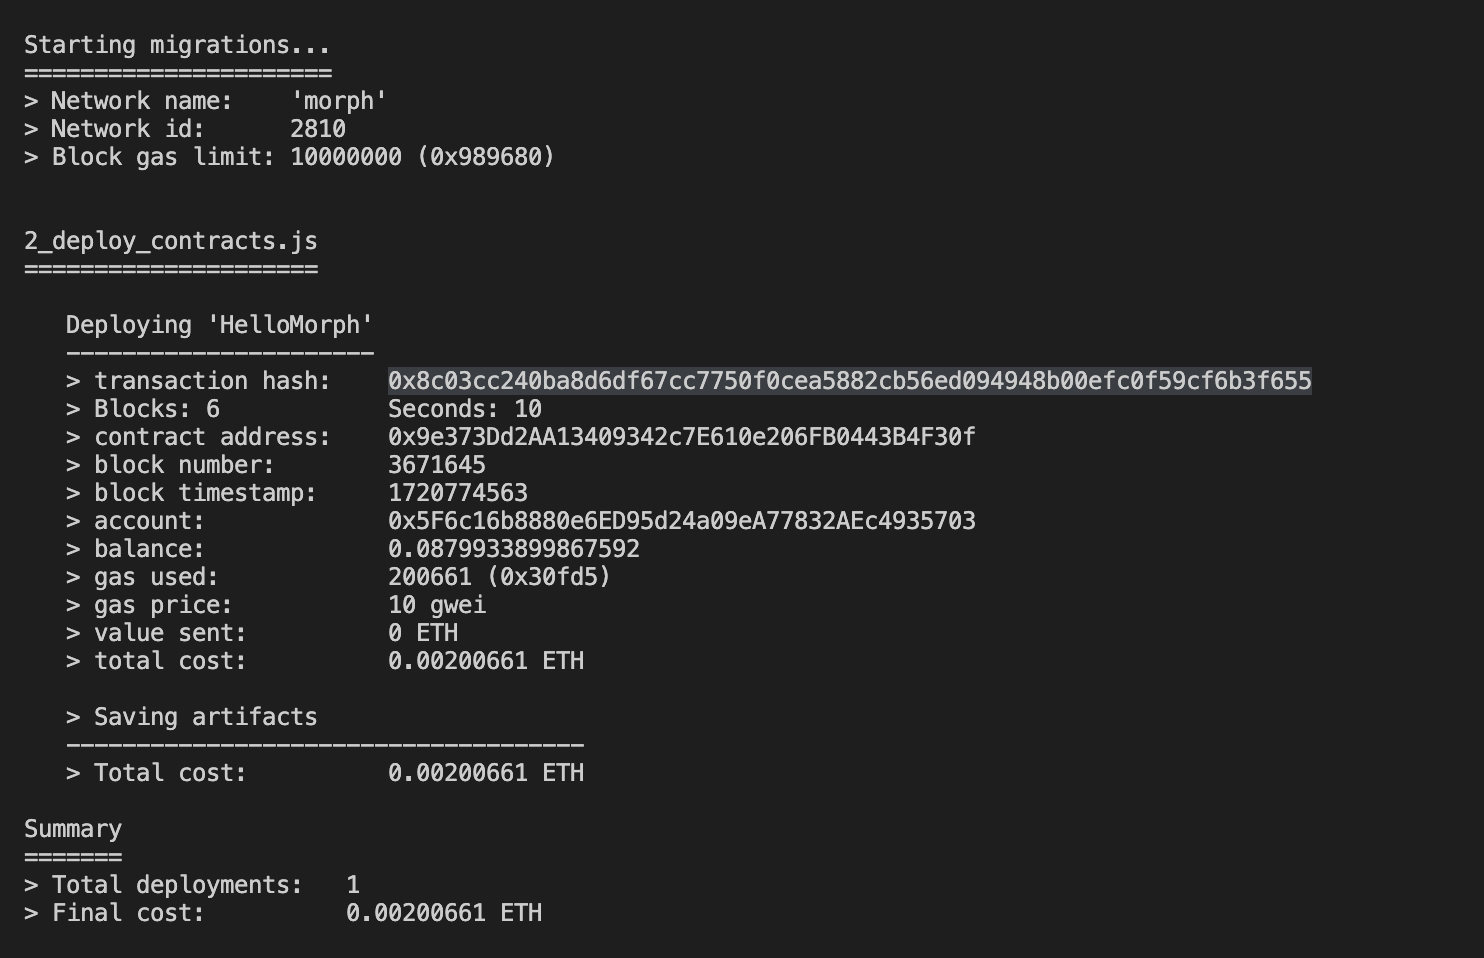 Starting migrations...
======================
> Network name:    'morph'
> Network id:      2810
> Block gas limit: 10000000 (0x989680)
2_deploy_contracts.js
=====================
   Deploying 'HelloMorph'
   ----------------------
   > transaction hash:    0x8c03cc240ba8d6df67cc7750f0cea5882cb56ed094948b00efc0f59cf6b3f655
   > Blocks: 6            Seconds: 10
   > contract address:    0x9e373Dd2AA13409342c7E610e206FB0443B4F30f
   > block number:        3671645
   > block timestamp:     1720774563
   > account:             0x5F6c16b8880e6ED95d24a09eA77832AEc4935703
   > balance:             0.0879933899867592
   > gas used:            200661 (0x30fd5)
   > gas price:           10 gwei
   > value sent:          0 ETH
   > total cost:          0.00200661 ETH
   > Saving artifacts
   -------------------------------------
   > Total cost:          0.00200661 ETH
Summary
=======
> Total deployments:   1
> Final cost:          0.00200661 ETH